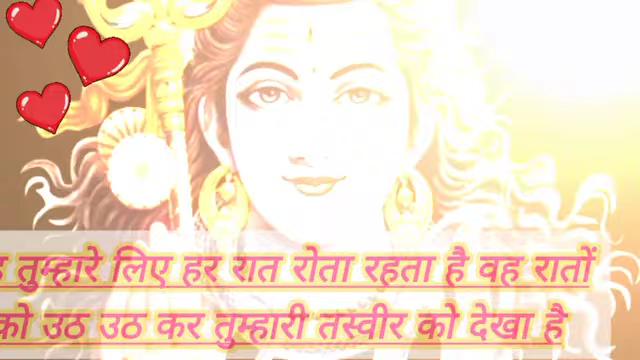 तुम्हारे लिए हर रात रोता रहता है वह रातों
को उठ उठ कर तुम्हारी तस्वीर को देखा है